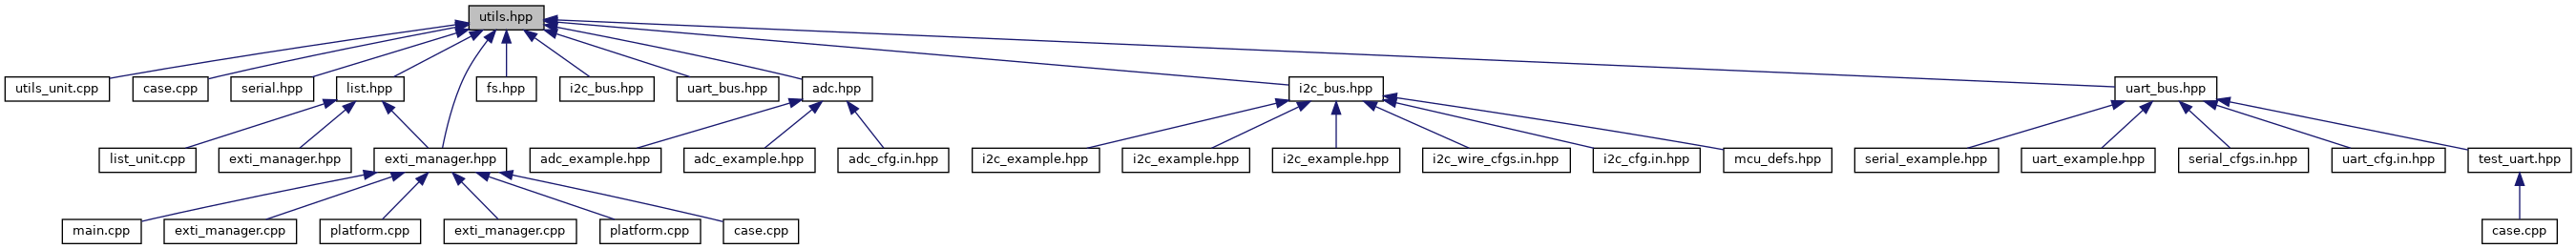 utils.hpp
utils_unit.cpp
case.cpp
serial.hpp
list.hpp
fs.hpp
i2c_bus.hpp
uart_bus.hpp
adc.hpp
i2c_bus.hpp
uart_bus.hpp
list_unit.cpp
exti_manager.hpp
exti_manager.hpp
adc_example.hpp
adc_example.hpp
adc_cfg.in.hpp
i2c_example.hpp
i2c_example.hpp
i2c_example.hpp
i2c_wire_cfgs.in.hpp
i2c_cfg.in.hpp
mcu_defs.hpp
serial_example.hpp
uart_example.hpp
serial_cfgs.in.hpp
uart_cfg.in.hpp
test_uart.hpp
main.cpp
exti_manager.cpp
platform.cpp
exti_manager.cpp
platform.cpp
case.cpp
case.cpp